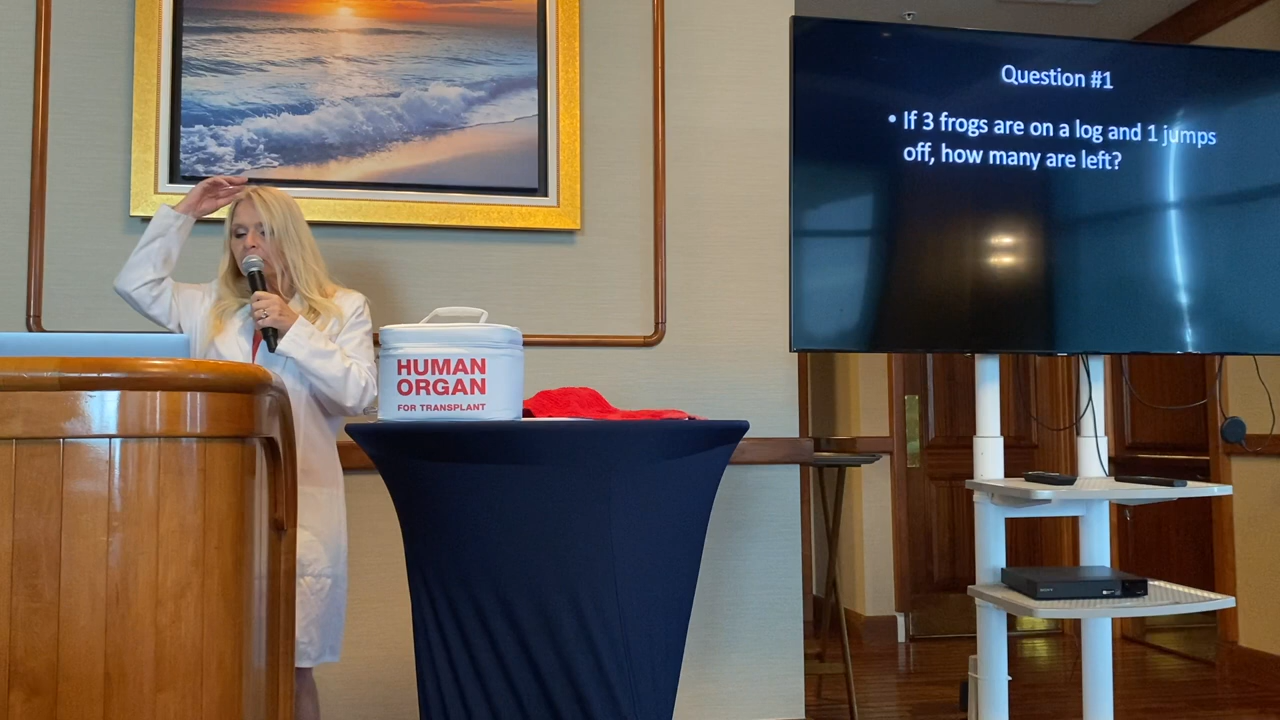 Question #1
• If 3 frogs are on a log and 1 jumps
off, how many are left?
HUMAN
ORGAN
FOR TRANSPLANT
SONY